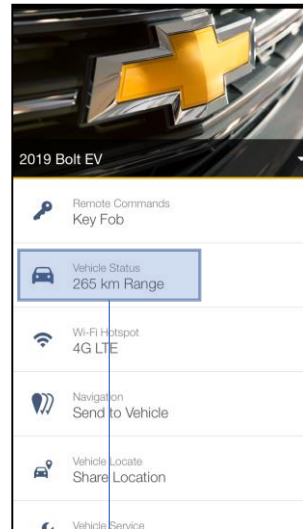 2019 Bolt EV
Remote Commands
Key Fob
Vehicle Status
265 km Range
Wi-Fi Hotspot
4G LTE
Navigation
Send to Vehicle
Vehicle Locate
Share Location
Vehicle Service